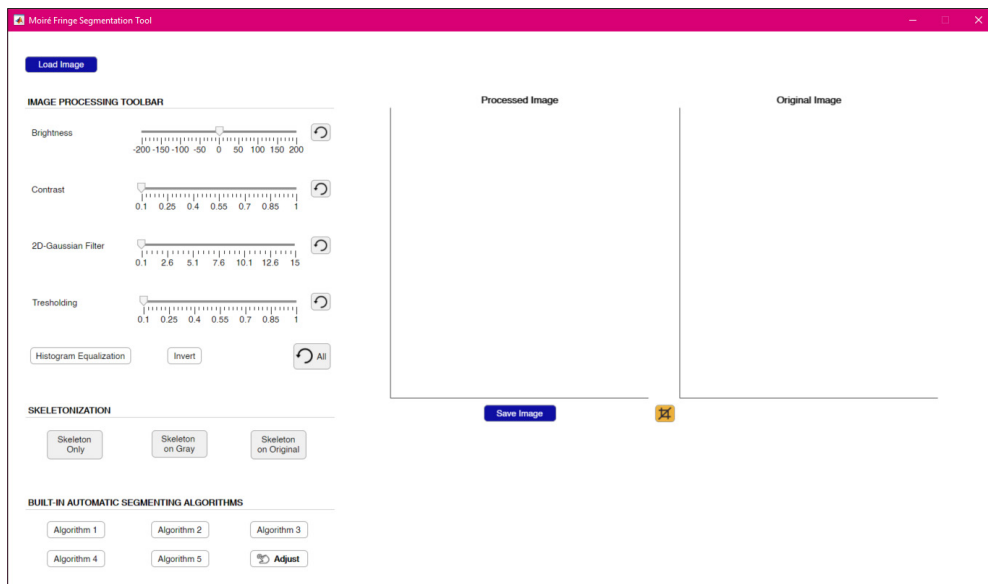 Moiré Fringe Segmentation Tool
Load Image
IMAGE PROCESSING TOOLBAR
Brightness
-200 -150 -100 -50 0 50 100 150 200
Contrast
0.1 0.25 0.4 0.55 0.7 0.85 1
2D-Gaussian Filter
0.1 2.6 5.1 7.6 10.1 12.6 15
Tresholding
0.1 0.25 0.4 0.55 0.7 0.85 1
Histogram Equalization
Invert
All
SKELETONIZATION
Skeleton
Only
Skeleton
on Gray
Skeleton
on Original
BUILT-IN AUTOMATIC SEGMENTING ALGORITHMS
Algorithm 1
Algorithm 2
Algorithm 3
Algorithm 4
Algorithm 5
Adjust
Processed Image
Original Image
Save Image